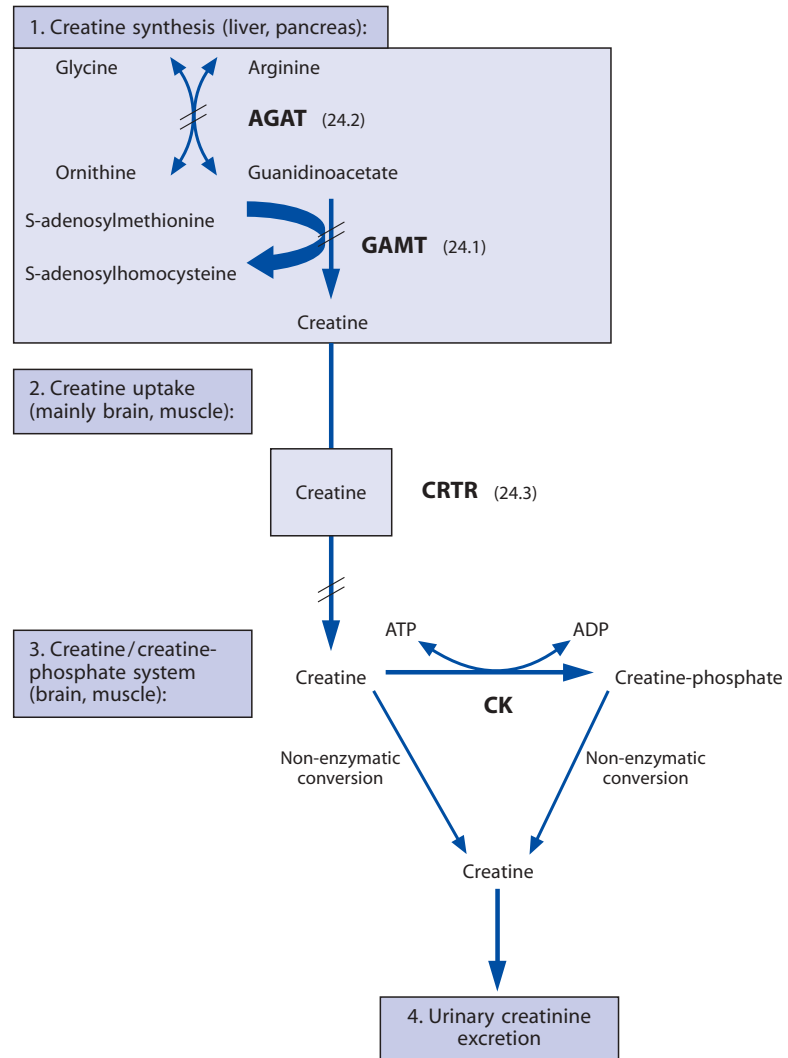 1. Creatine synthesis (liver, pancreas):
Glycine
Arginine
AGAT (24.2)
Ornithine
Guanidinoacetate
S-adenosylmethionine
GAMT (24.1)
S-adenosylhomocysteine
Creatine
2. Creatine uptake
(mainly brain, muscle):
Creatine
CRTR (24.3)
ATP
ADP
3. Creatine/creatine-
phosphate system
(brain, muscle):
Creatine
Creatine-phosphate
CK
Non-enzymatic
conversion
Non-enzymatic
conversion
Creatine
4. Urinary creatinine
excretion